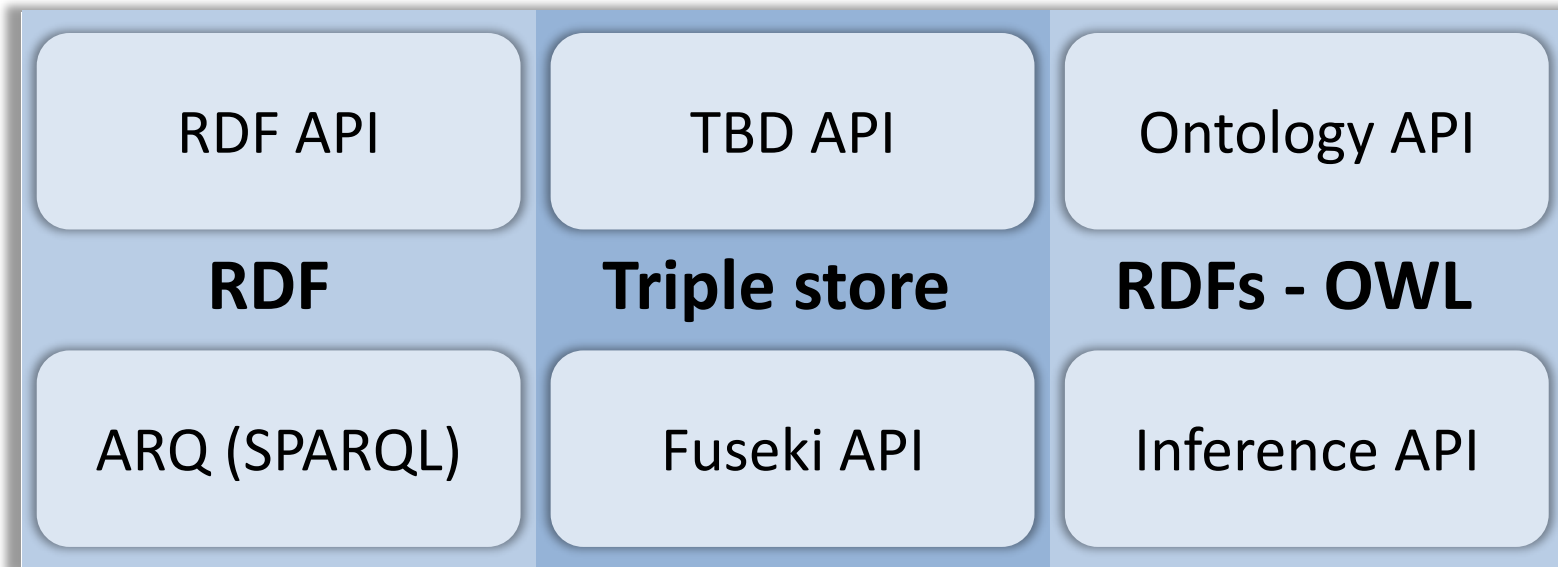 RDF API
TBD API
Ontology API
RDF
Triple store
RDFs - OWL
ARQ (SPARQL)
Fuseki API
Inference API